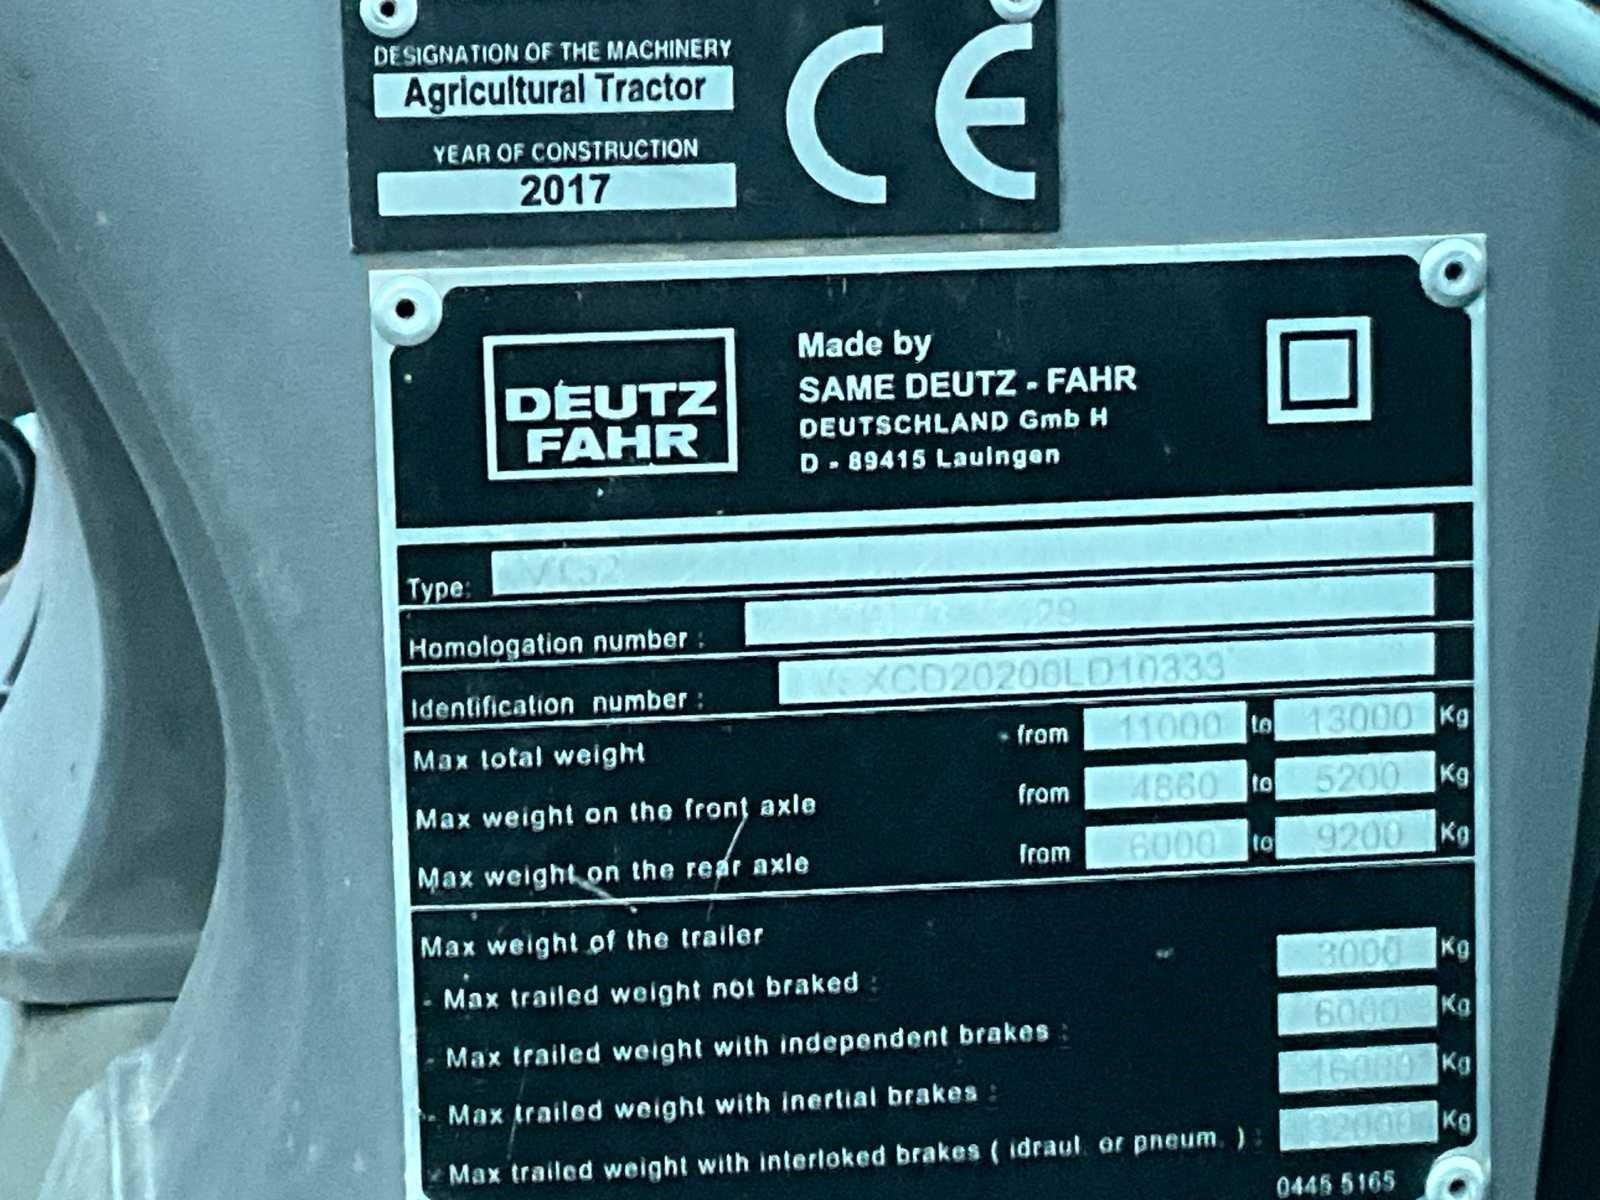 DESIGNATION OF THE MACHINERY
Agricultural Tractor
YEAR OF CONSTRUCTION
2017
CE
DEUTZ
FAHR
Made by
SAME DEUTZ - FAHR
DEUTSCHLAND Gmb H
D - 89415 Lauingen
Type:
Homologation number : 29
Identification number :
Max total weight from 11000 to 13000 Kg
Max weight on the front axle from 4860 to 5200 Kg
Max weight on the rear axle from 6000 to 9200 Kg
Max weight of the trailer
- Max trailed weight not braked : 3000 Kg
- Max trailed weight with independent brakes : 6000 Kg
- Max trailed weight with inertial brakes : 16000 Kg
- Max trailed weight with interloked brakes ( idraul. or pneum. ) : 32000 Kg
0445 5165